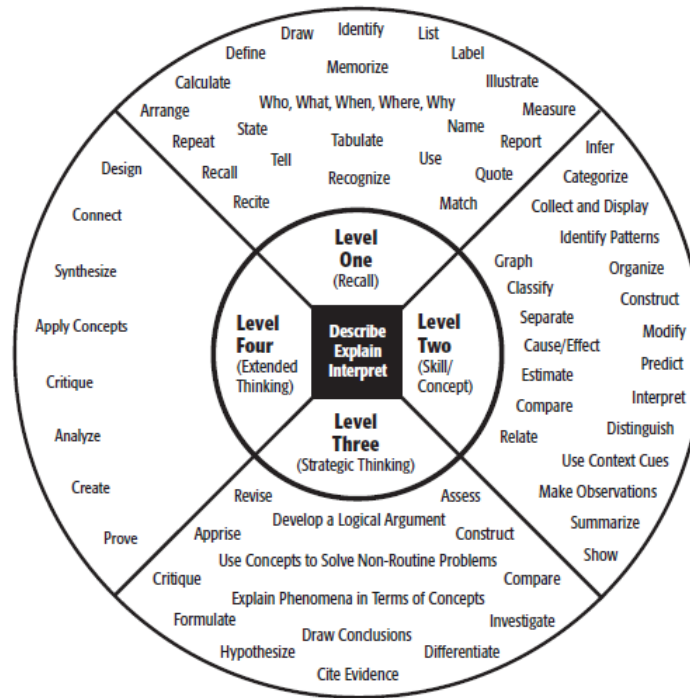 Draw
Identify
List
Define
Label
Memorize
Calculate
Illustrate
Arrange
Who, What, When, Where, Why
Measure
Repeat
State
Tabulate
Name
Report
Recall
Tell
Use
Recognize
Quote
Recite
Match
Level
One
(Recall)
Infer
Categorize
Collect and Display
Identify Patterns
Graph
Organize
Classify
Construct
Separate
Modify
Cause/Effect
Predict
Estimate
Interpret
Compare
Distinguish
Relate
Use Context Cues
Make Observations
Summarize
Show
Level
Two
(Skill/
Concept)
Describe
Explain
Interpret
Level
Four
(Extended
Thinking)
Design
Connect
Synthesize
Apply Concepts
Critique
Analyze
Create
Prove
Level
Three
(Strategic Thinking)
Revise
Assess
Develop a Logical Argument
Apprise
Construct
Use Concepts to Solve Non-Routine Problems
Critique
Compare
Explain Phenomena in Terms of Concepts
Formulate
Investigate
Draw Conclusions
Hypothesize
Differentiate
Cite Evidence